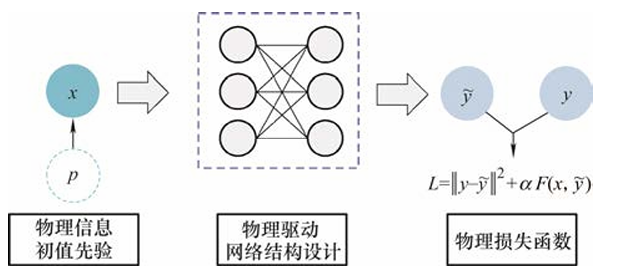 x
p
ỹ
y
L=‖y-ỹ‖²+αF(x, ỹ)
物理信息
初值先验
物理驱动
网络结构设计
物理损失函数